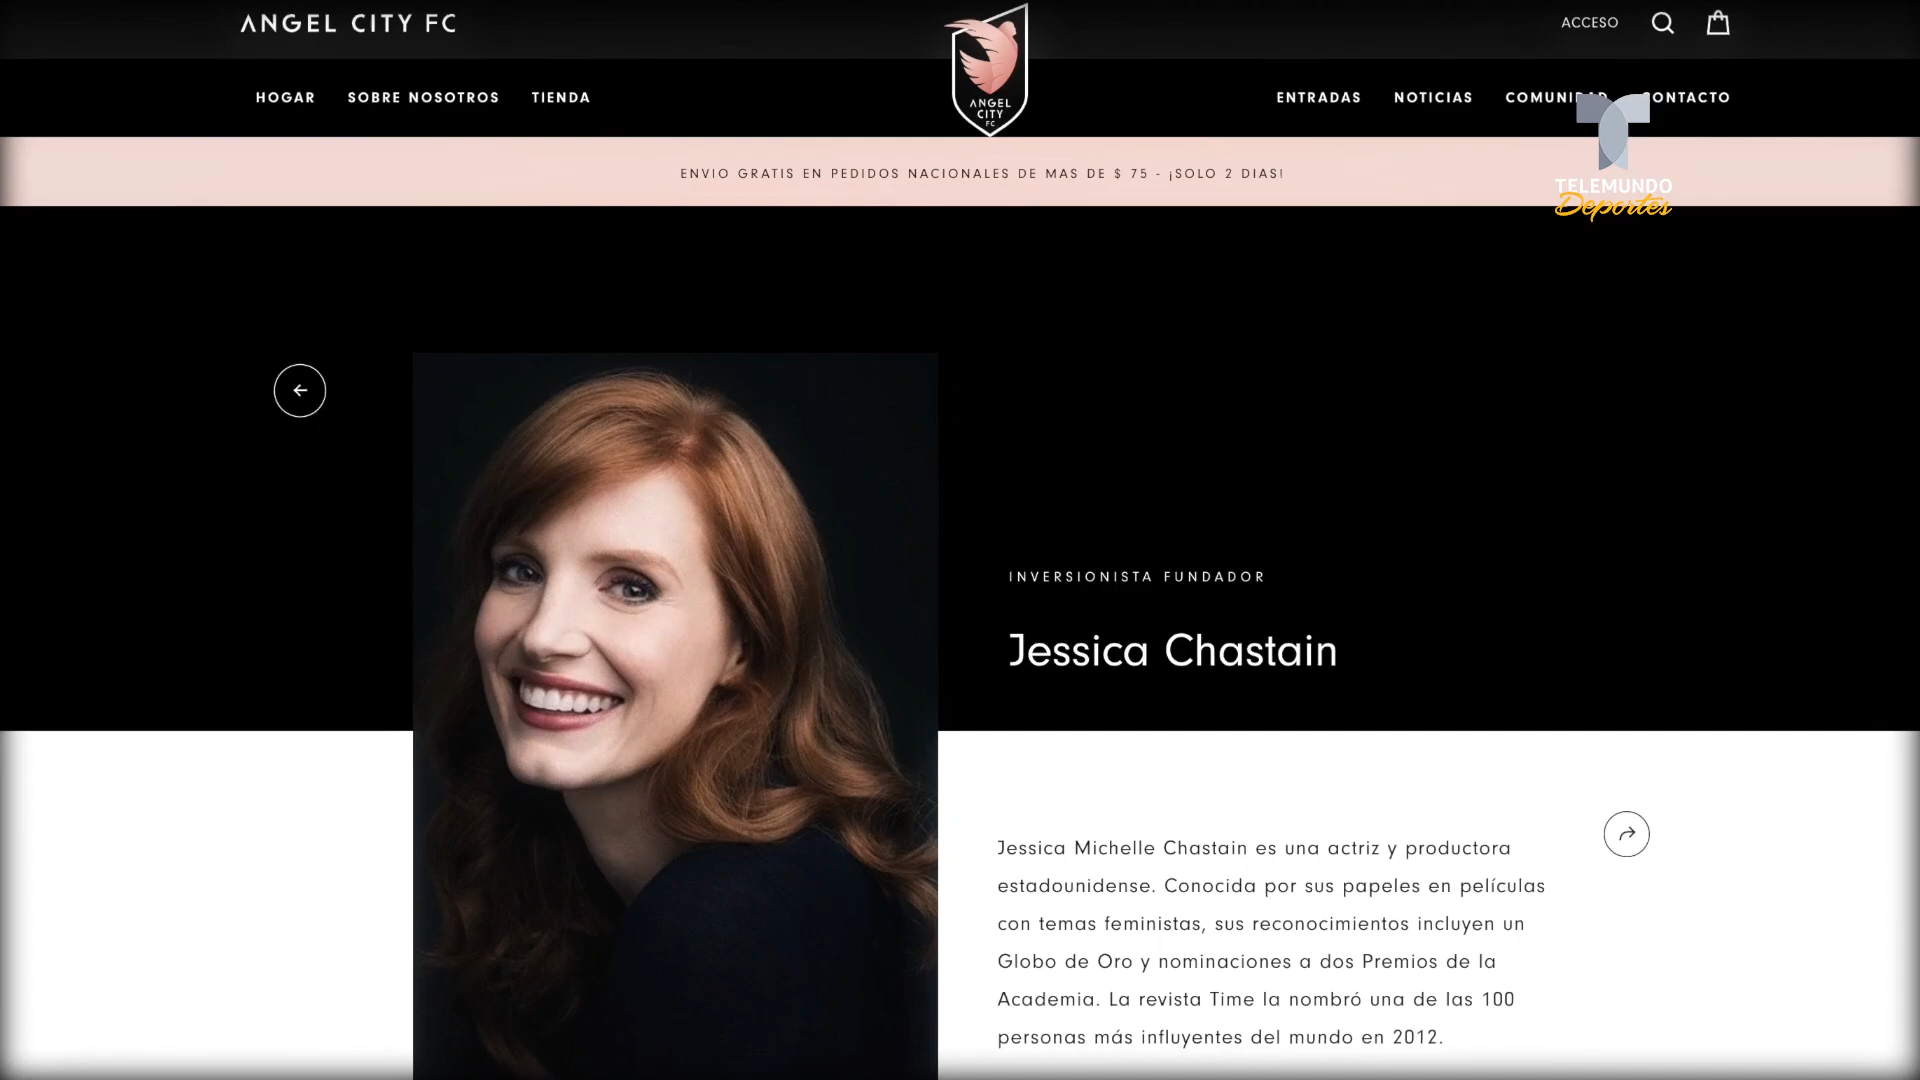 ANGEL CITY FC
ACCESO
HOGAR
SOBRE NOSOTROS
TIENDA
ANGEL
CITY
FC
ENTRADAS
NOTICIAS
CONTACTO
ENVIO GRATIS EN PEDIDOS NACIONALES DE MAS DE $ 75 - ¡SOLO 2 DIAS!
TELEMUNDO
Deportes
INVERSIONISTA FUNDADOR
Jessica Chastain
Jessica Michelle Chastain es una actriz y productora
estadounidense. Conocida por sus papeles en películas
con temas feministas, sus reconocimientos incluyen un
Globo de Oro y nominaciones a dos Premios de la
Academia. La revista Time la nombró una de las 100
personas más influyentes del mundo en 2012.